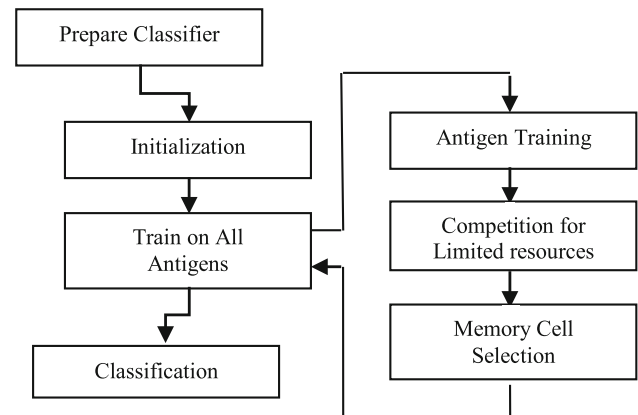 Prepare Classifier
Initialization
Train on All
Antigens
Classification
Antigen Training
Competition for
Limited resources
Memory Cell
Selection